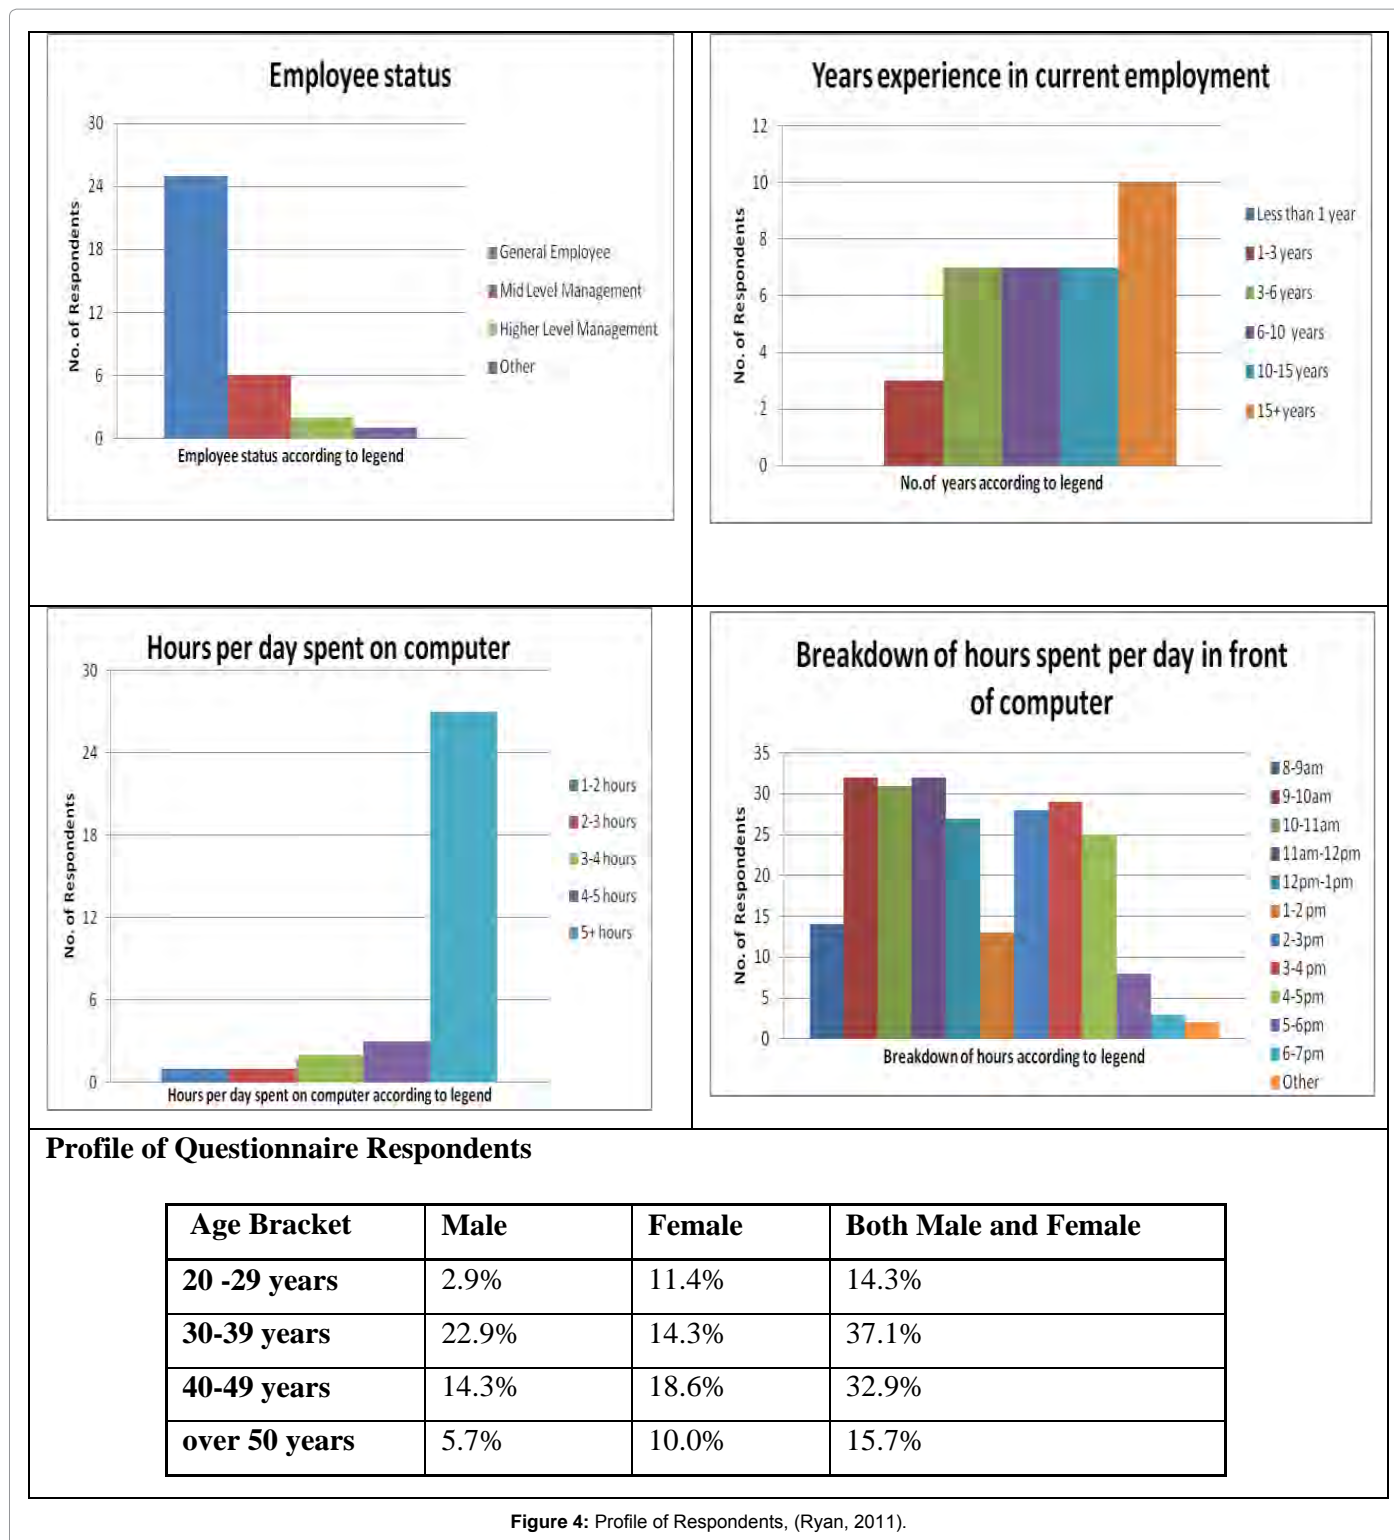 Employee status
30
24
18
12
6
0
No. of Respondents
General Employee
Mid Level Management
Higher Level Management
Other
Employee status according to legend
Years experience in current employment
12
10
8
6
4
2
0
No. of Respondents
Less than 1 year
1-3 years
3-6 years
6-10 years
10-15 years
15+ years
No.of years according to legend
Hours per day spent on computer
30
24
18
12
6
0
No. of Respondents
1-2 hours
2-3 hours
3-4 hours
4-5 hours
5+ hours
Hours per day spent on computer according to legend
Breakdown of hours spent per day in front
of computer
35
30
25
20
15
10
5
0
No. of Respondents
8-9am
9-10am
10-11am
11am-12pm
12pm-1pm
1-2 pm
2-3pm
3-4 pm
4-5pm
5-6pm
6-7pm
Other
Breakdown of hours according to legend
Profile of Questionnaire Respondents
Age Bracket Male Female Both Male and Female
20 -29 years 2.9% 11.4% 14.3%
30-39 years 22.9% 14.3% 37.1%
40-49 years 14.3% 18.6% 32.9%
over 50 years 5.7% 10.0% 15.7%
Figure 4: Profile of Respondents, (Ryan, 2011).